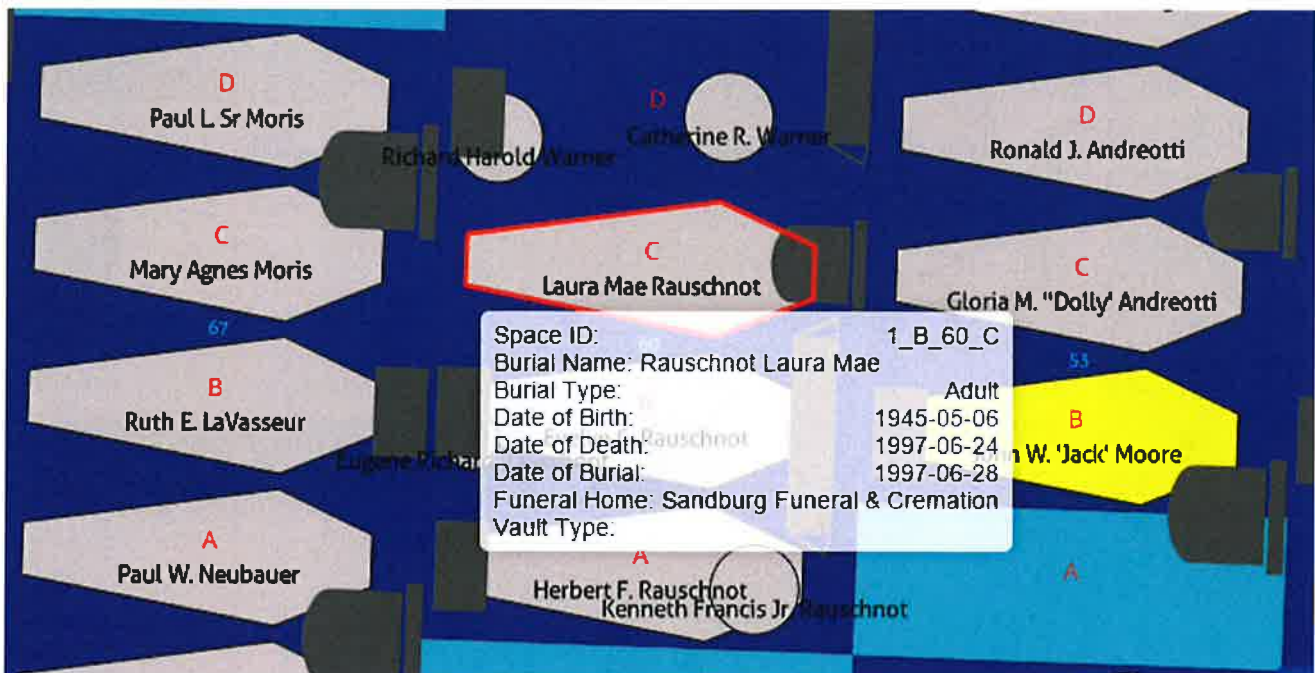 D
Paul L. Sr Moris
D
Richard Harold Warner
Catherine R. Warner
D
Ronald J. Andreotti
C
Mary Agnes Moris
C
Laura Mae Rauschnot
C
Gloria M. "Dolly' Andreotti
67
53
Space ID: 1_B_60_C
Burial Name: Rauschnot Laura Mae
Burial Type: Adult
Date of Birth: 1945-05-06
Date of Death: 1997-06-24
Date of Burial: 1997-06-28
Funeral Home: Sandburg Funeral & Cremation
Vault Type:
B
Ruth E. LaVasseur
Rauschnot
Eugene Richard
B
W. 'Jack' Moore
A
Paul W. Neubauer
A
Herbert F. Rauschnot
Kenneth Francis Jr. Rauschnot
A